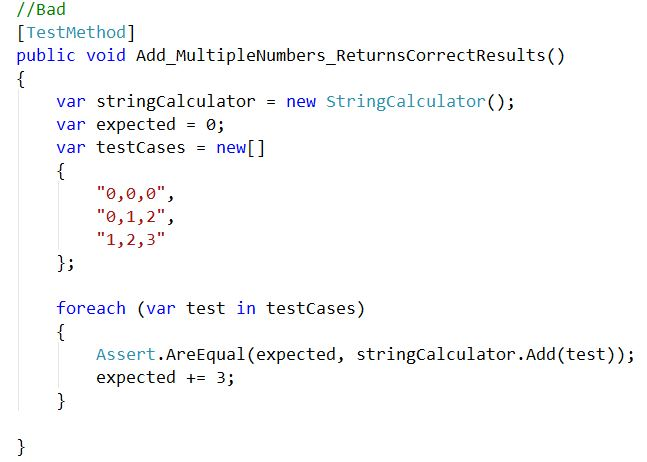 //Bad
[TestMethod]
public void Add_MultipleNumbers_ReturnsCorrectResults()
{
    var stringCalculator = new StringCalculator();
    var expected = 0;
    var testCases = new[]
    {
        "0,0,0",
        "0,1,2",
        "1,2,3"
    };

    foreach (var test in testCases)
    {
        Assert.AreEqual(expected, stringCalculator.Add(test));
        expected += 3;
    }

}